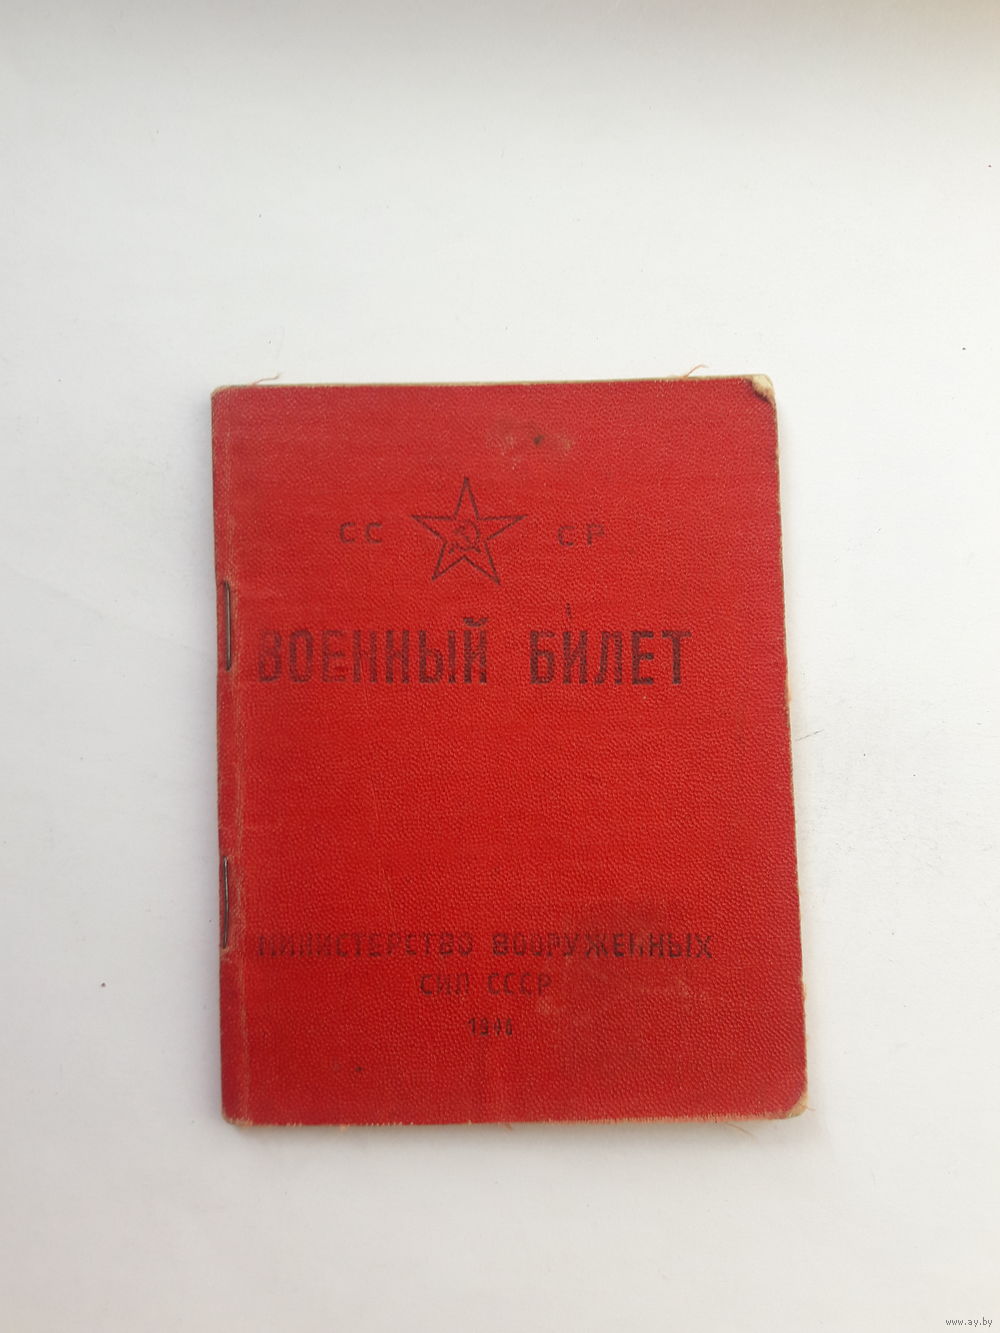 СС СР
ВОЕННЫЙ БИЛЕТ
МИНИСТЕРСТВО ВООРУЖЕННЫХ
СИЛ СССР
www.ay.by